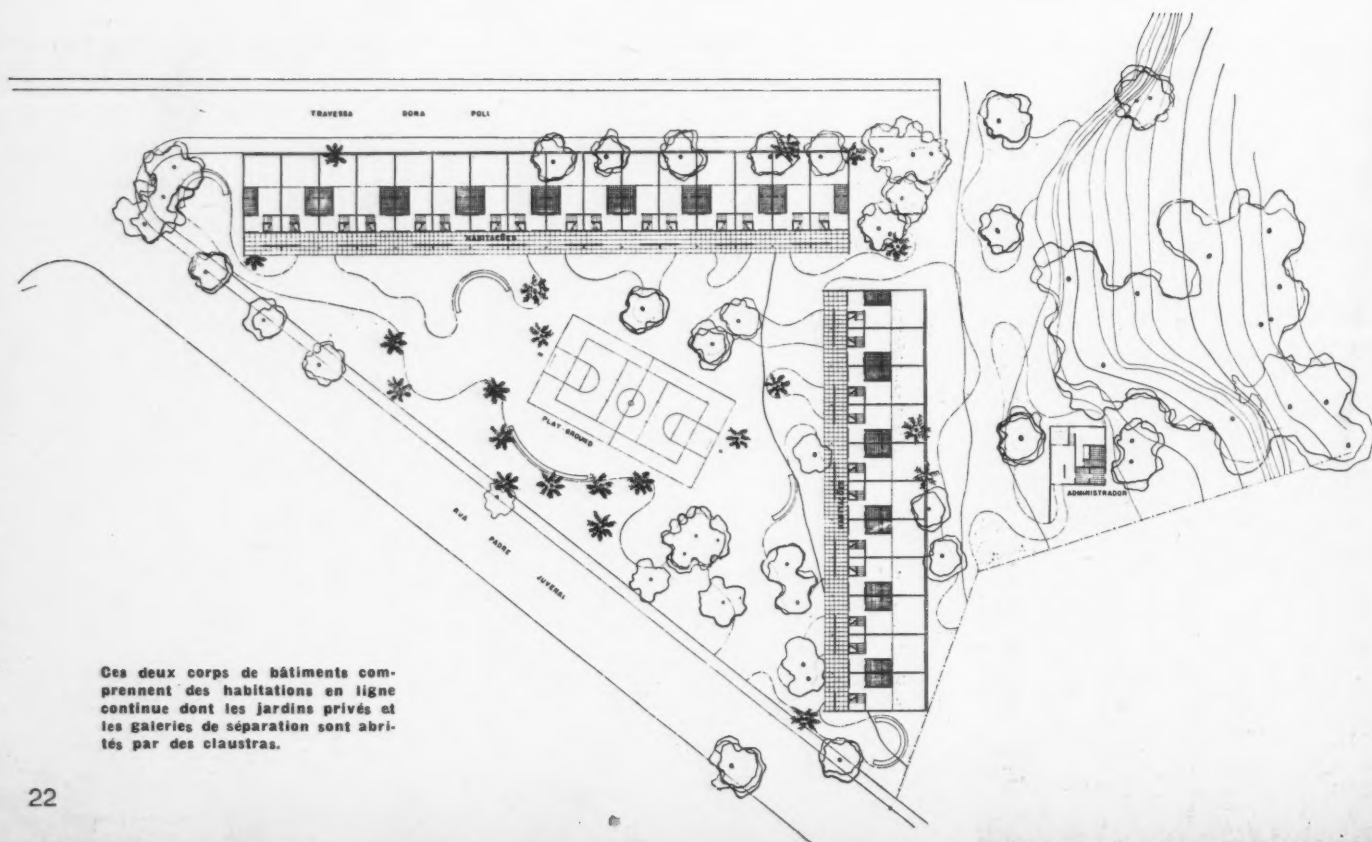 TRAVESSA DORA POLI
HABITAÇÕES
PLAY-GROUND
HABITAÇÕES
ADMINISTRADOR
RUA PADRE JUVENAL
Ces deux corps de bâtiments com-
prennent des habitations en ligne
continue dont les jardins privés et
les galeries de séparation sont abri-
tés par des claustras.
22